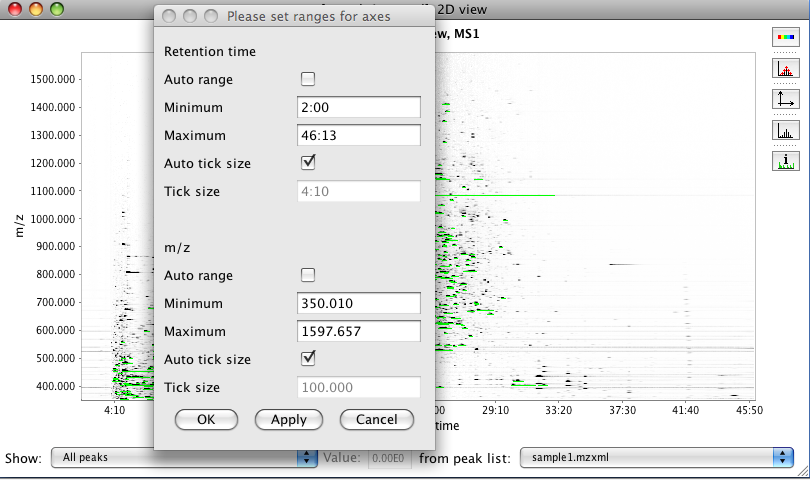 Please set ranges for axes
2D view
ew, MS1
Retention time
Auto range
Minimum 2:00
Maximum 46:13
Auto tick size
Tick size 4:10
m/z
Auto range
Minimum 350.010
Maximum 1597.657
Auto tick size
Tick size 100.000
OK Apply Cancel
m/z
1500.000
1400.000
1300.000
1200.000
1100.000
1000.000
900.000
800.000
700.000
600.000
500.000
400.000
4:10 :00 29:10 33:20 37:30 41:40 45:50
time
Show: All peaks Value: 0.00E0 from peak list: sample1.mzxml